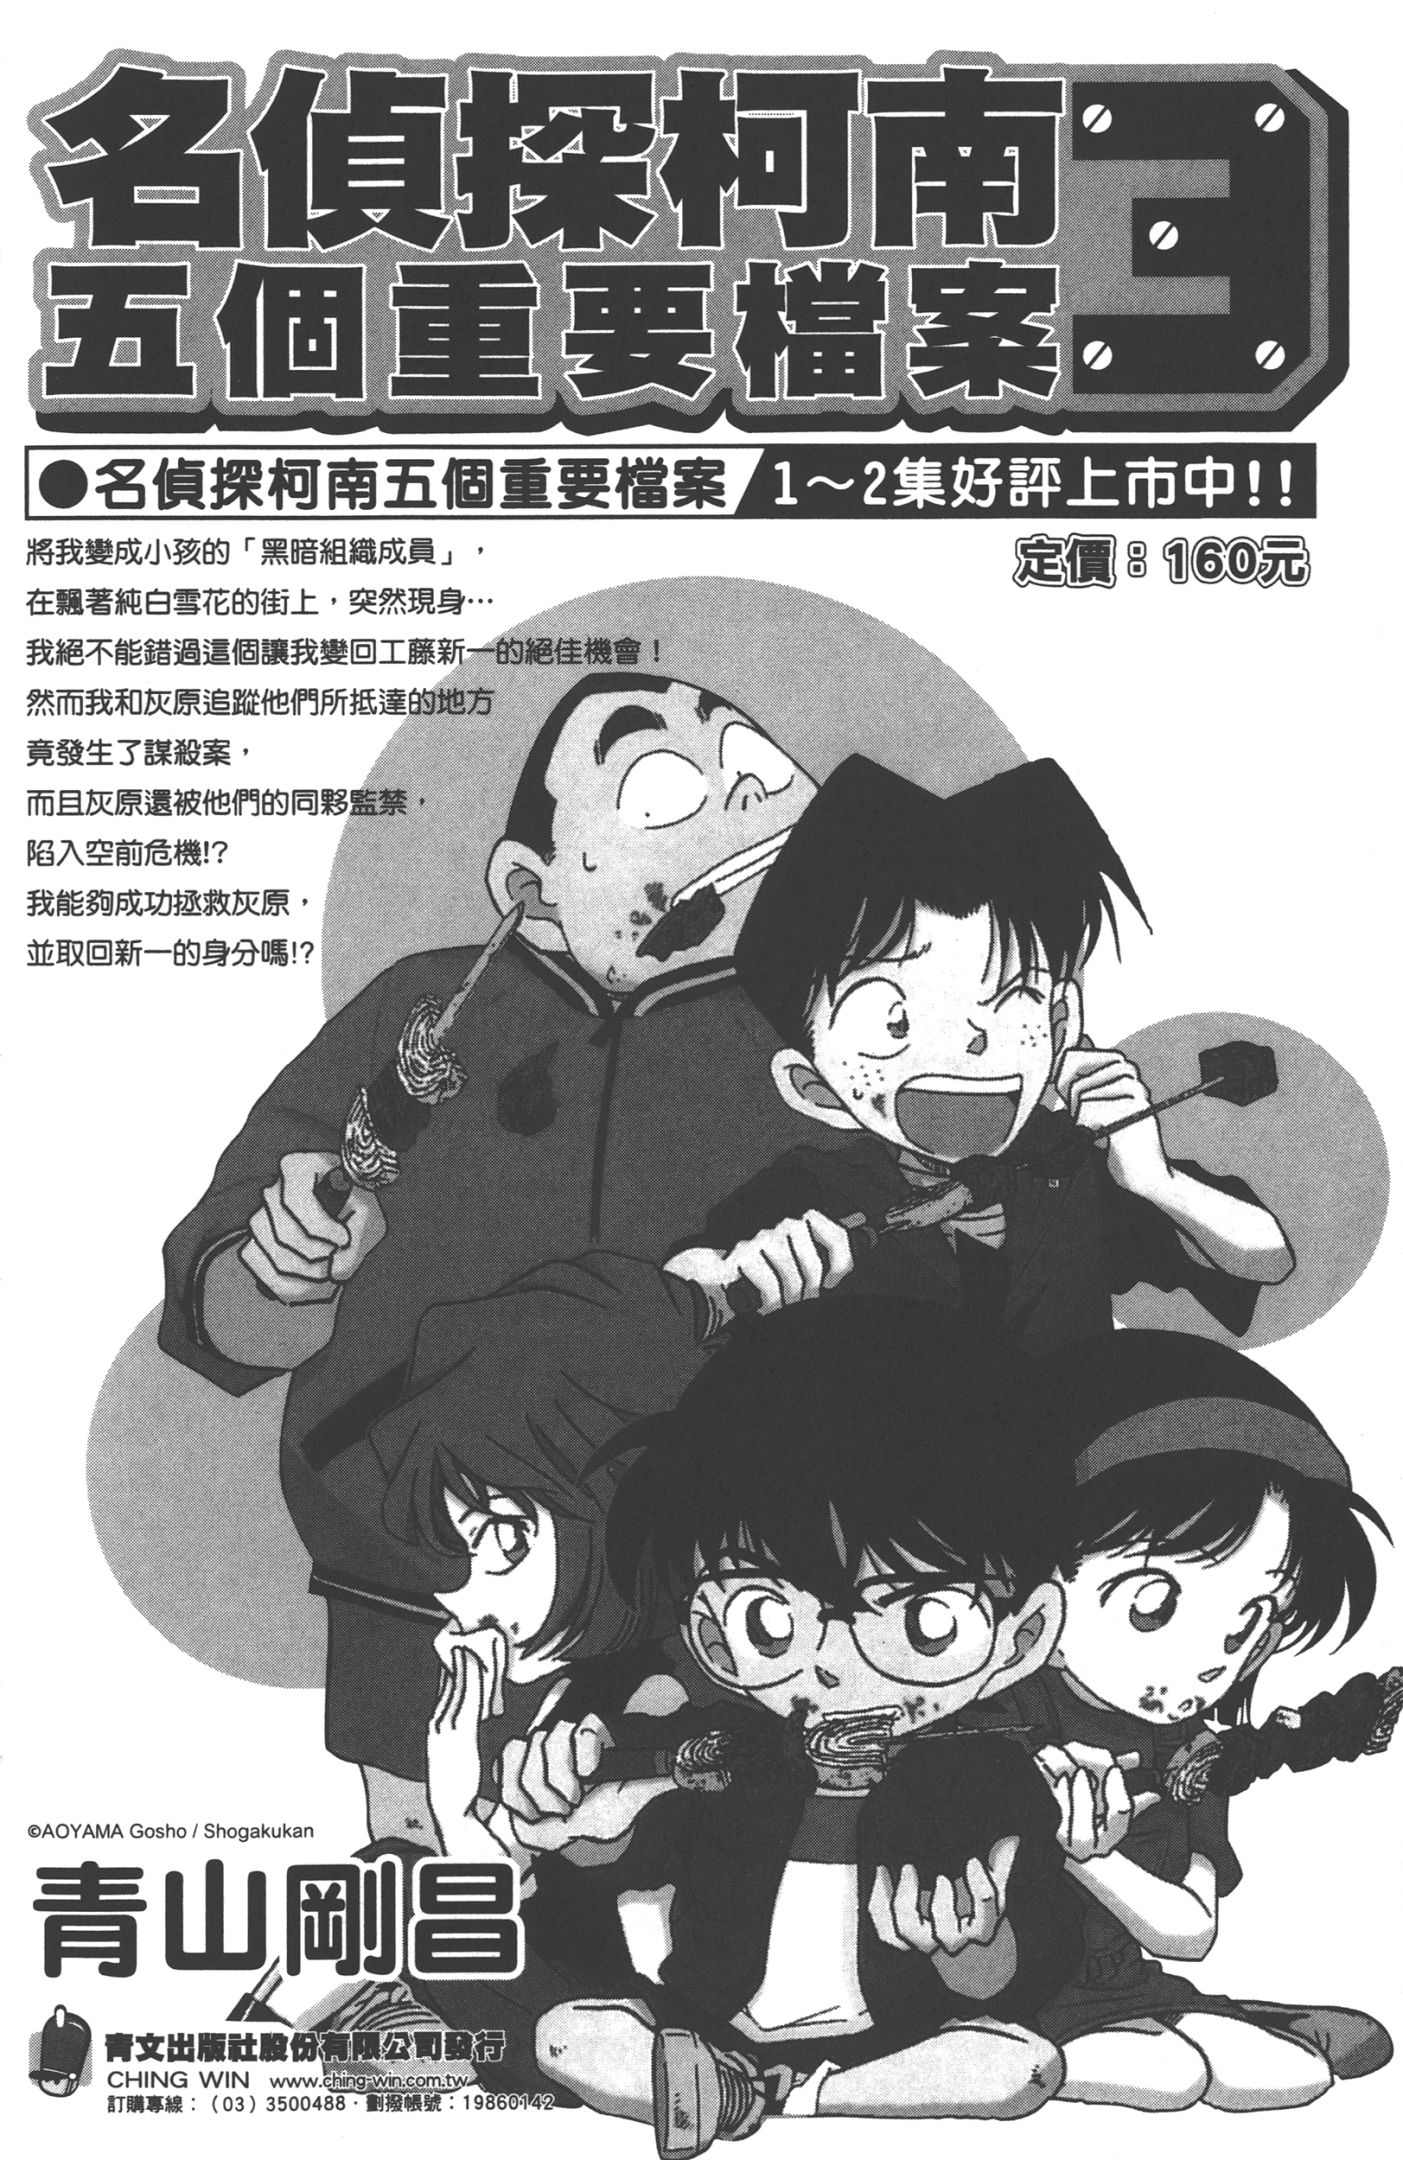 名偵探柯南
五個重要檔案
3
●名偵探柯南五個重要檔案
1～2集好評上市中!!
定價：160元
將我變成小孩的「黑暗組織成員」，
在飄著純白雪花的街上，突然現身…
我絕不能錯過這個讓我變回工藤新一的絕佳機會！
然而我和灰原追蹤他們所抵達的地方
竟發生了謀殺案，
而且灰原還被他們的同夥監禁，
陷入空前危機!?
我能夠成功拯救灰原，
並取回新一的身分嗎!?
©AOYAMA Gosho / Shogakukan
青山剛昌
青文出版社股份有限公司發行
CHING WIN www.ching-win.com.tw
訂購專線：（03）3500488．劃撥帳號：19860142